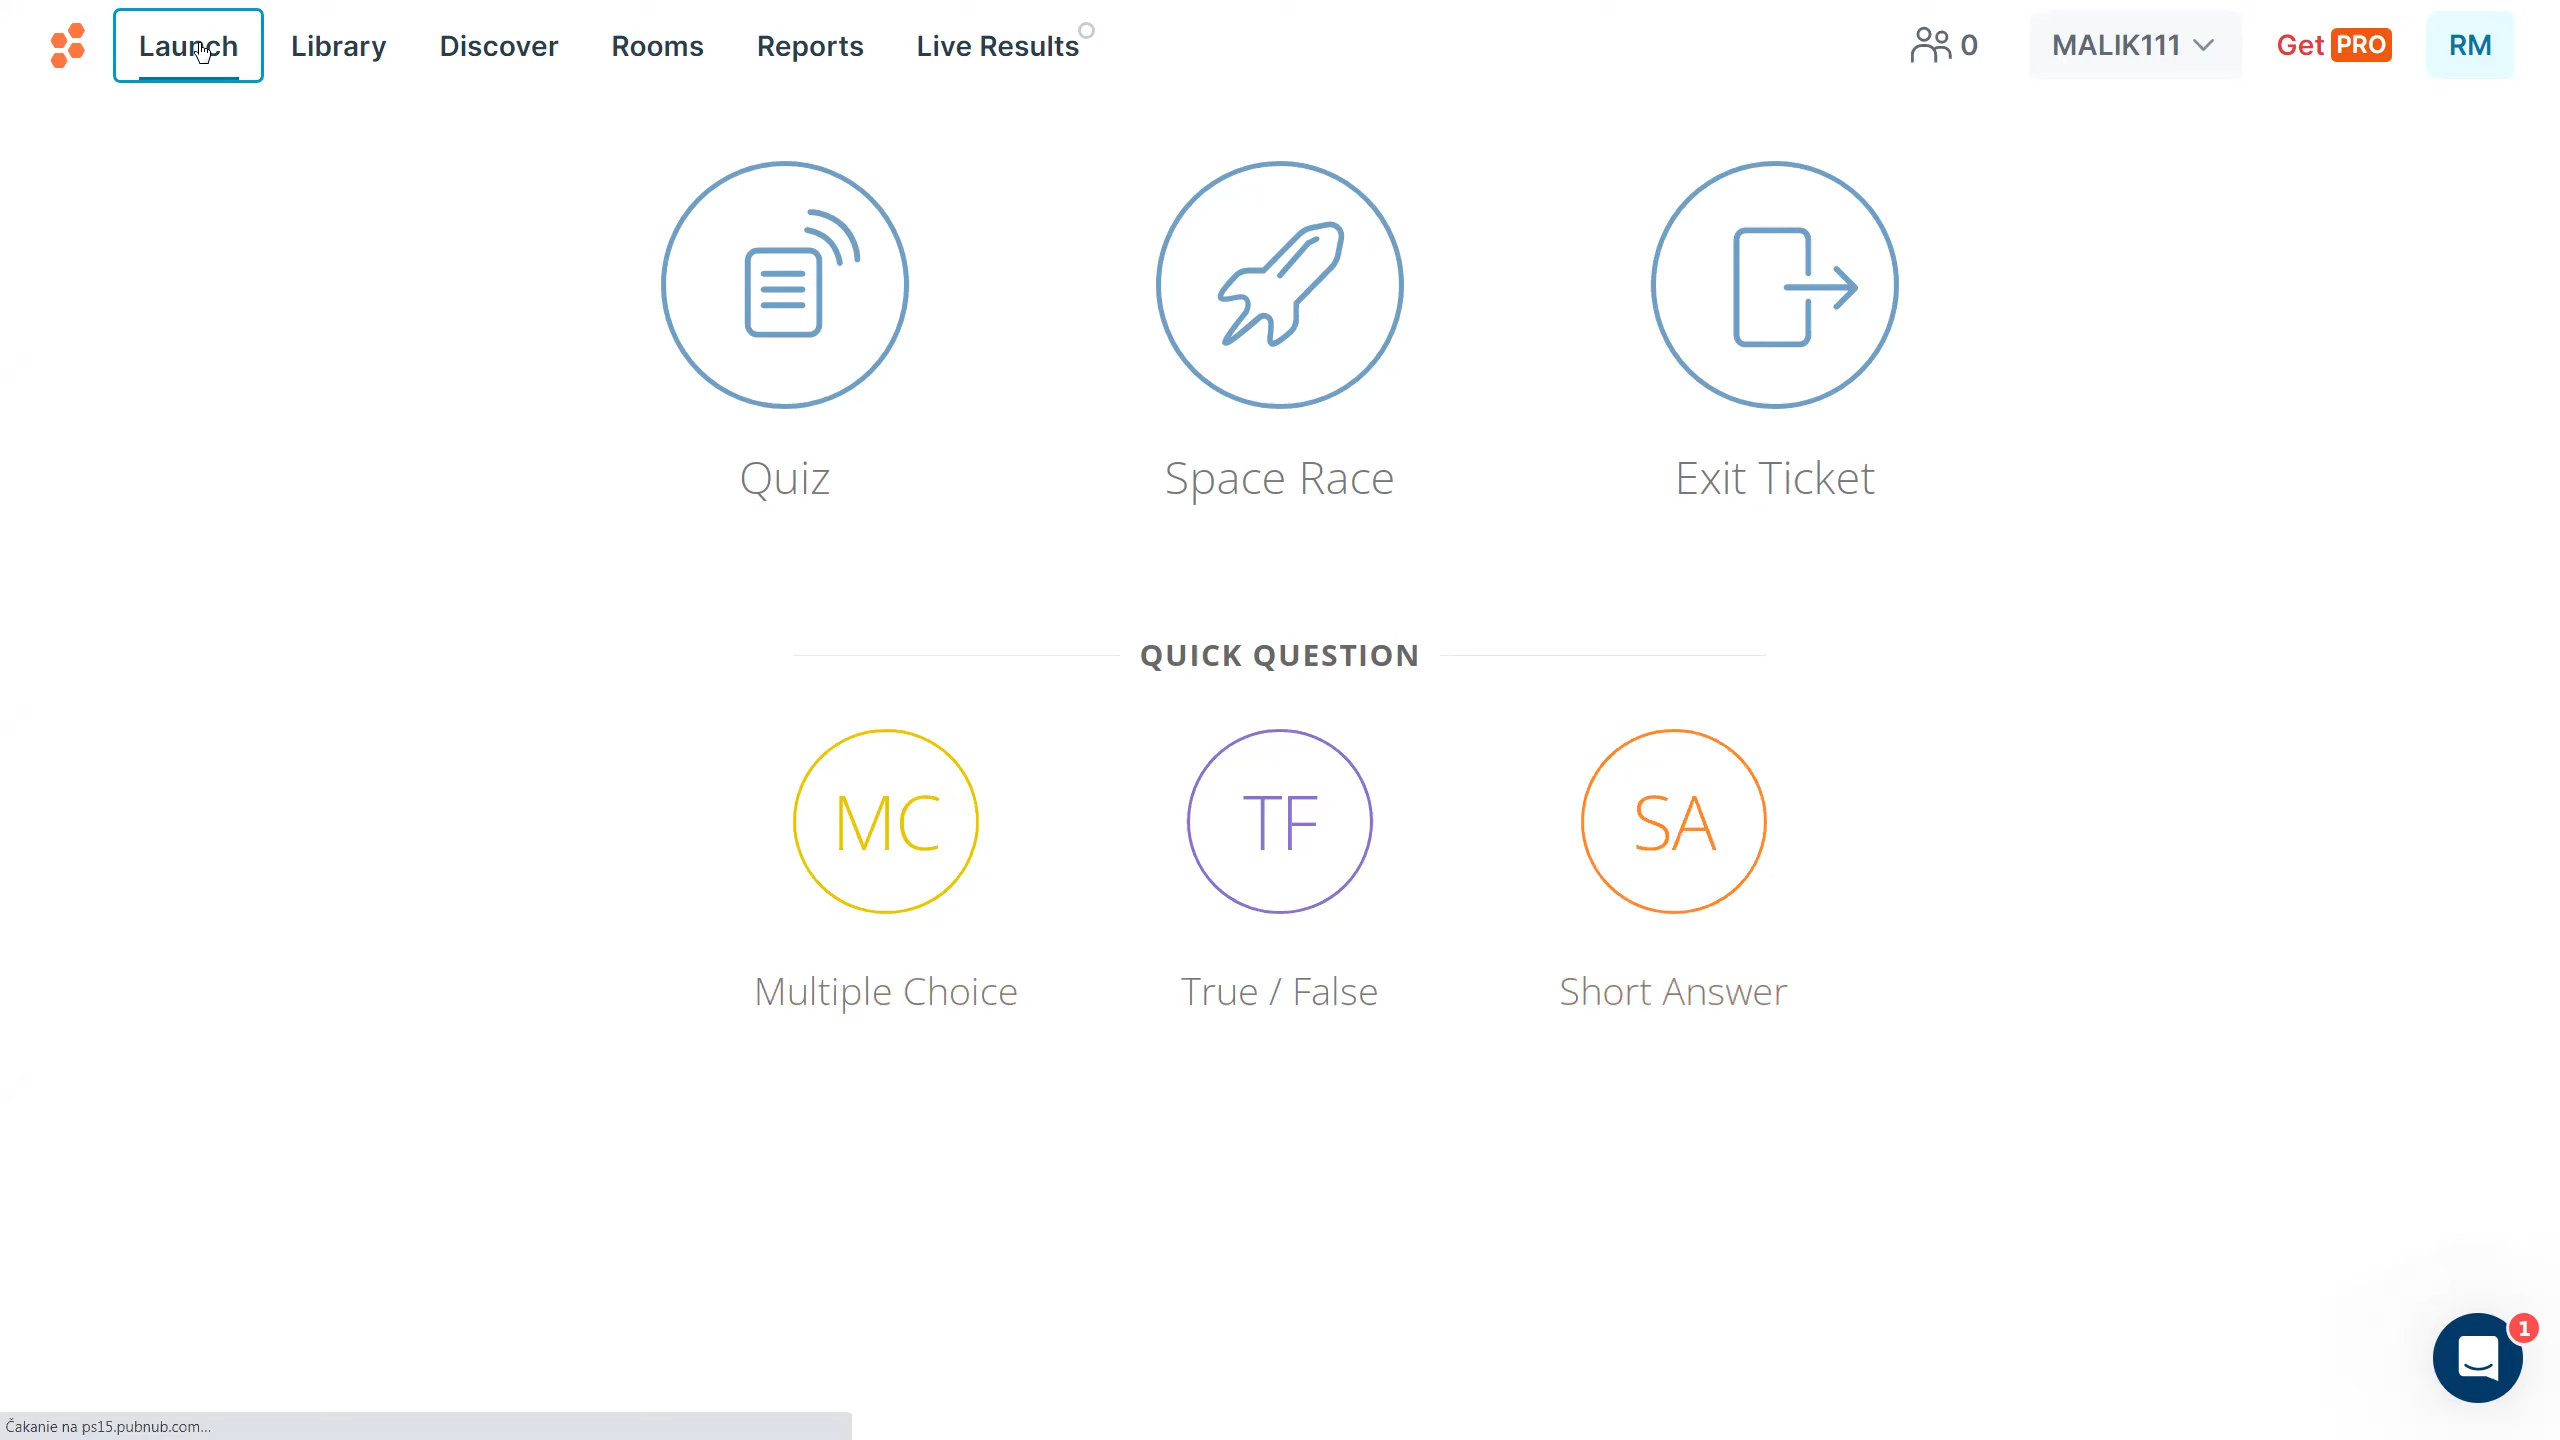 Launch Library Discover Rooms Reports Live Results 0 MALIK111 Get PRO RM
Quiz Space Race Exit Ticket
QUICK QUESTION
MC TF SA
Multiple Choice True / False Short Answer
1
Čakanie na ps15.pubnub.com...